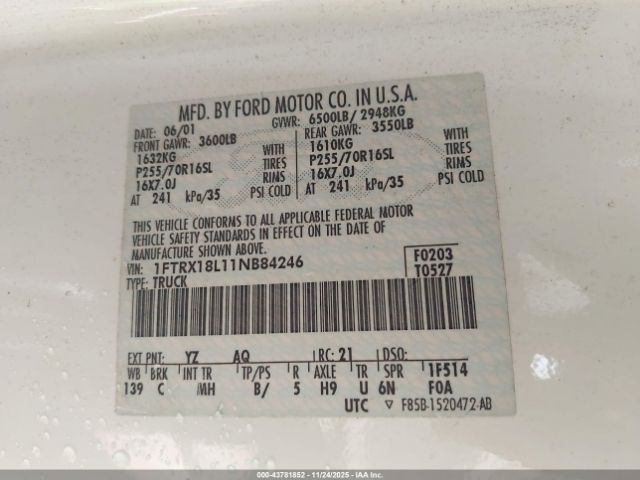 MFD. BY FORD MOTOR CO. IN U.S.A.
DATE: 06/01 GVWR: 6500LB/ 2948KG
FRONT GAWR: 3600LB REAR GAWR: 3550LB
1632KG WITH 1610KG WITH
P255/70R16SL TIRES P255/70R16SL TIRES
16X7.0J RIMS 16X7.0J RIMS
AT 241 kPa/35 PSI COLD AT 241 kPa/35 PSI COLD
THIS VEHICLE CONFORMS TO ALL APPLICABLE FEDERAL MOTOR
VEHICLE SAFETY STANDARDS IN EFFECT ON THE DATE OF
MANUFACTURE SHOWN ABOVE.
VIN: 1FTRX18L11NB84246 F0203
TYPE: TRUCK T0527
EXT PNT: YZ AQ RC: 21 DSO:
WB BRK INT TR TP/PS R AXLE TR SPR 1F514
139 C /MH B/ 5 H9 U 6N F0A
UTC ▽ F85B-1520472-AB
000-43781852 - 11/24/2025 - IAAI Inc.